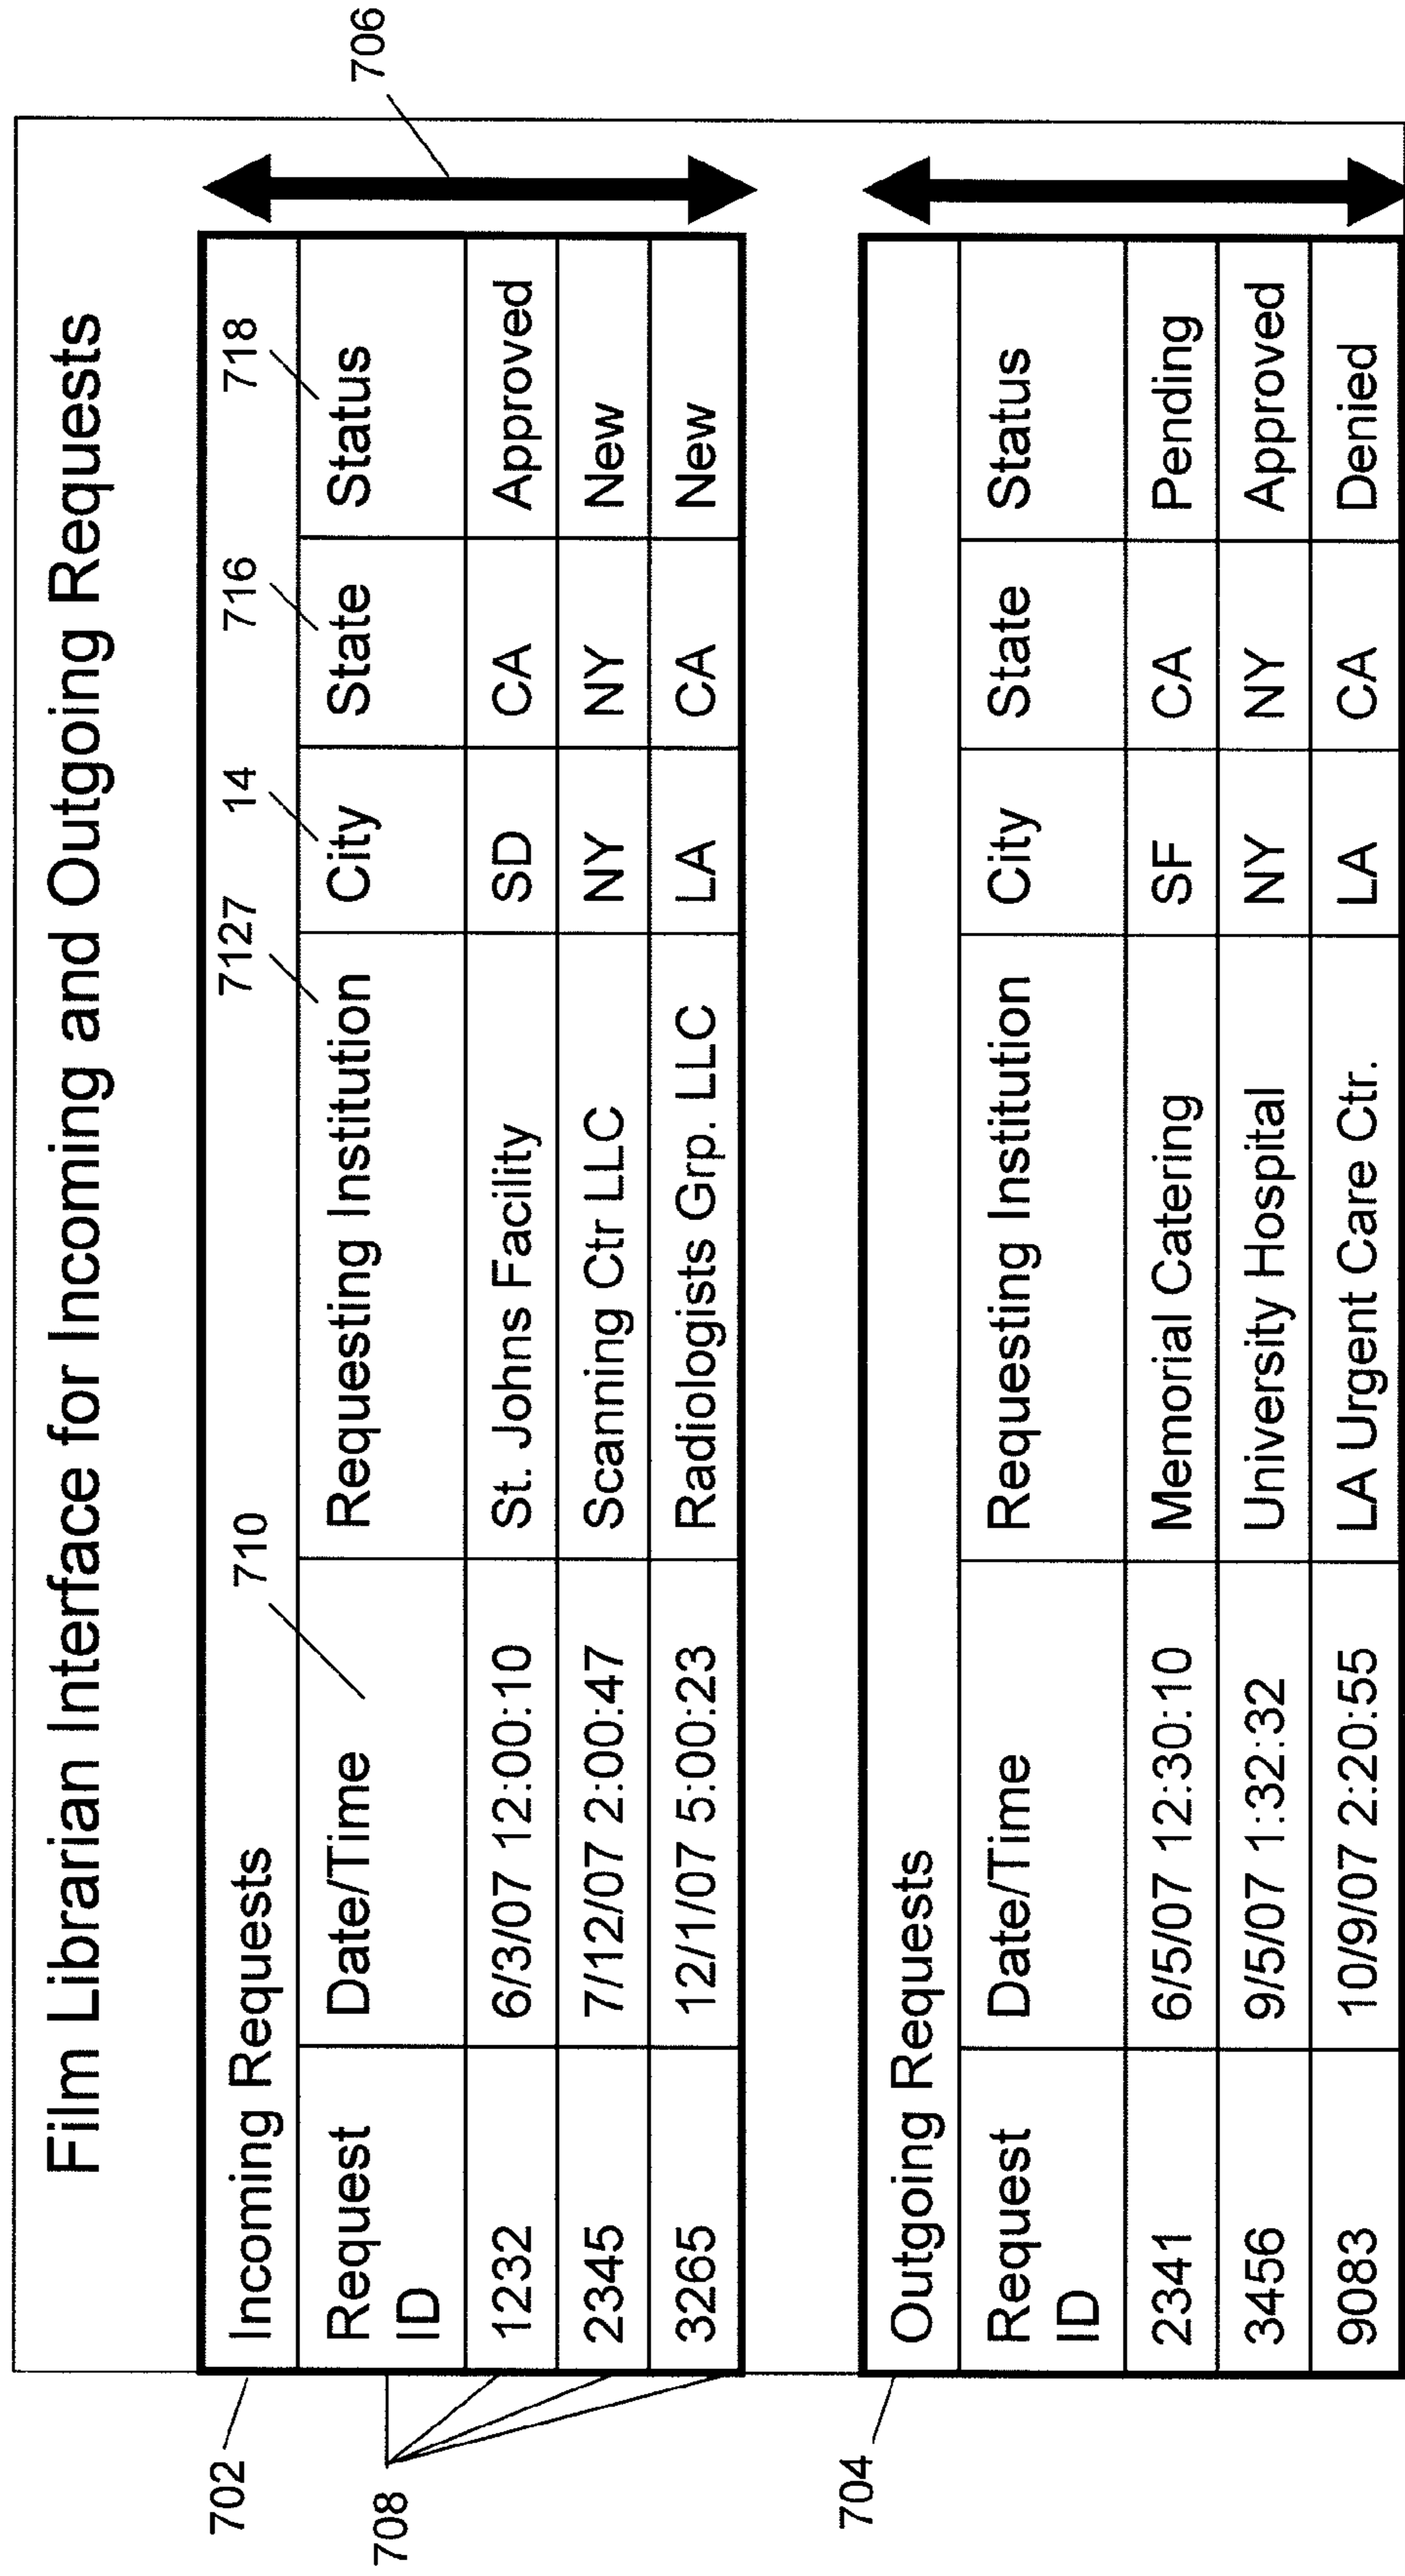 Film Librarian Interface for Incoming and Outgoing Requests
702
Incoming Requests
710
7127
14
716
718
706
708
Request ID Date/Time Requesting Institution City State Status
1232 6/3/07 12:00:10 St. Johns Facility SD CA Approved
2345 7/12/07 2:00:47 Scanning Ctr LLC NY NY New
3265 12/1/07 5:00:23 Radiologists Grp. LLC LA CA New
704
Outgoing Requests
Request ID Date/Time Requesting Institution City State Status
2341 6/5/07 12:30:10 Memorial Catering SF CA Pending
3456 9/5/07 1:32:32 University Hospital NY NY Approved
9083 10/9/07 2:20:55 LA Urgent Care Ctr. LA CA Denied